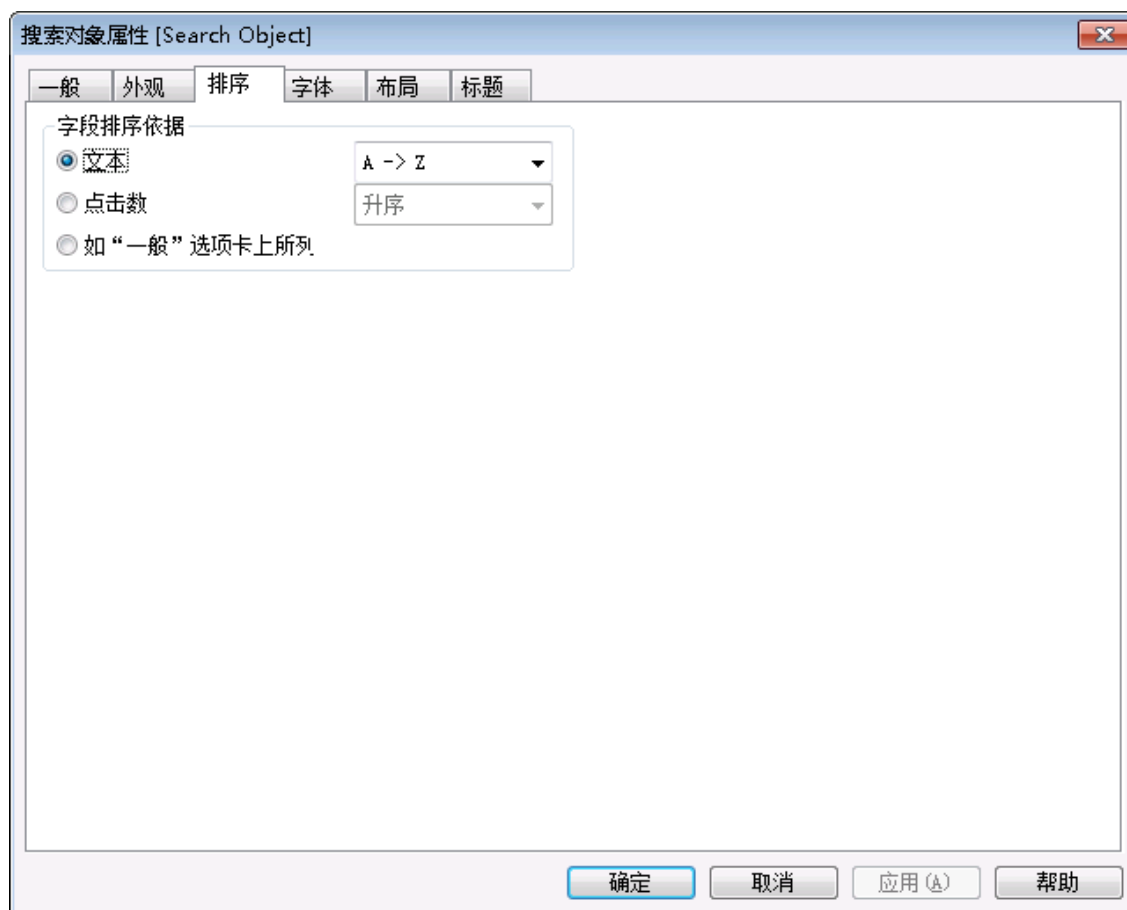 搜索对象属性 [Search Object]
一般 外观 排序 字体 布局 标题
字段排序依据
文本 A -> Z
点击数 升序
如“一般”选项卡上所列
确定 取消 应用(A) 帮助